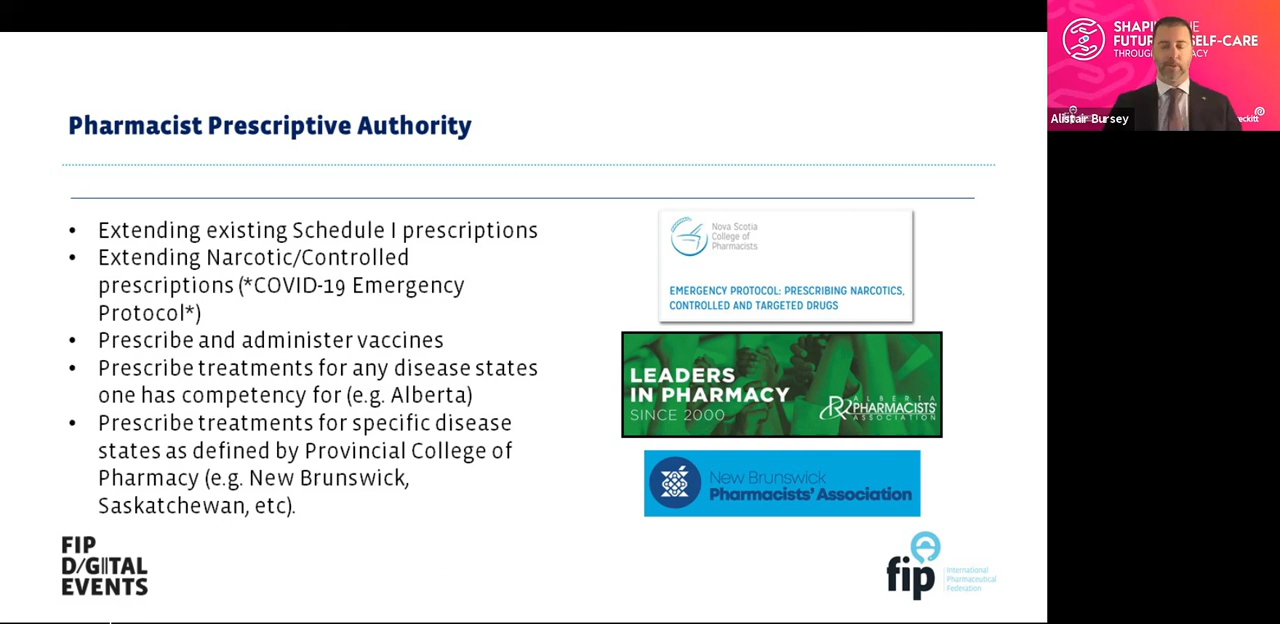 Pharmacist Prescriptive Authority
• Extending existing Schedule I prescriptions
• Extending Narcotic/Controlled
prescriptions (*COVID-19 Emergency
Protocol*)
• Prescribe and administer vaccines
• Prescribe treatments for any disease states
one has competency for (e.g. Alberta)
• Prescribe treatments for specific disease
states as defined by Provincial College of
Pharmacy (e.g. New Brunswick,
Saskatchewan, etc).
Nova Scotia
College of
Pharmacists
EMERGENCY PROTOCOL: PRESCRIBING NARCOTICS,
CONTROLLED AND TARGETED DRUGS
LEADERS
IN PHARMACY
SINCE 2000
ALBERTA
PHARMACISTS'
ASSOCIATION
New Brunswick
Pharmacists' Association
FIP
D/GITAL
EVENTS
fip
International
Pharmaceutical
Federation
SELF-CARE
THROUGH
Alistair Bursey